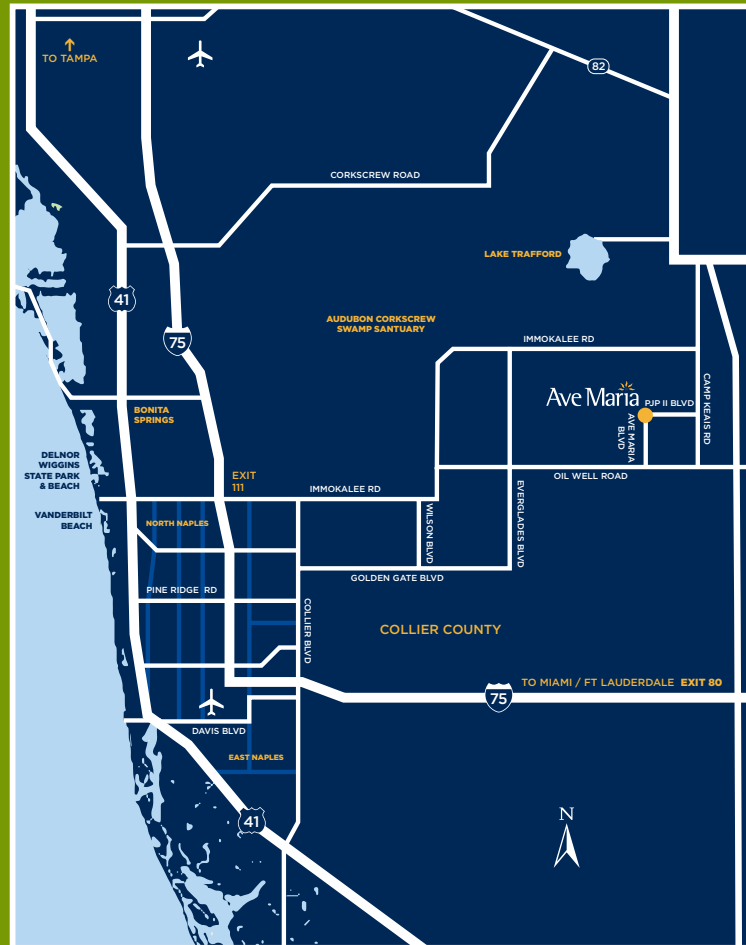 TO TAMPA
82
CORKSCREW ROAD
LAKE TRAFFORD
41
AUDUBON CORKSCREW
SWAMP SANTUARY
75
IMMOKALEE RD
CAMP KEAIS RD
Ave Maria
PJP II BLVD
AVE MARIA
BLVD
BONITA
SPRINGS
DELNOR
WIGGINS
STATE PARK
& BEACH
EXIT
111
OIL WELL ROAD
IMMOKALEE RD
EVERGLADES BLVD
VANDERBILT
BEACH
NORTH NAPLES
WILSON BLVD
GOLDEN GATE BLVD
PINE RIDGE RD
COLLIER BLVD
COLLIER COUNTY
TO MIAMI / FT LAUDERDALE EXIT 80
75
DAVIS BLVD
EAST NAPLES
41
N